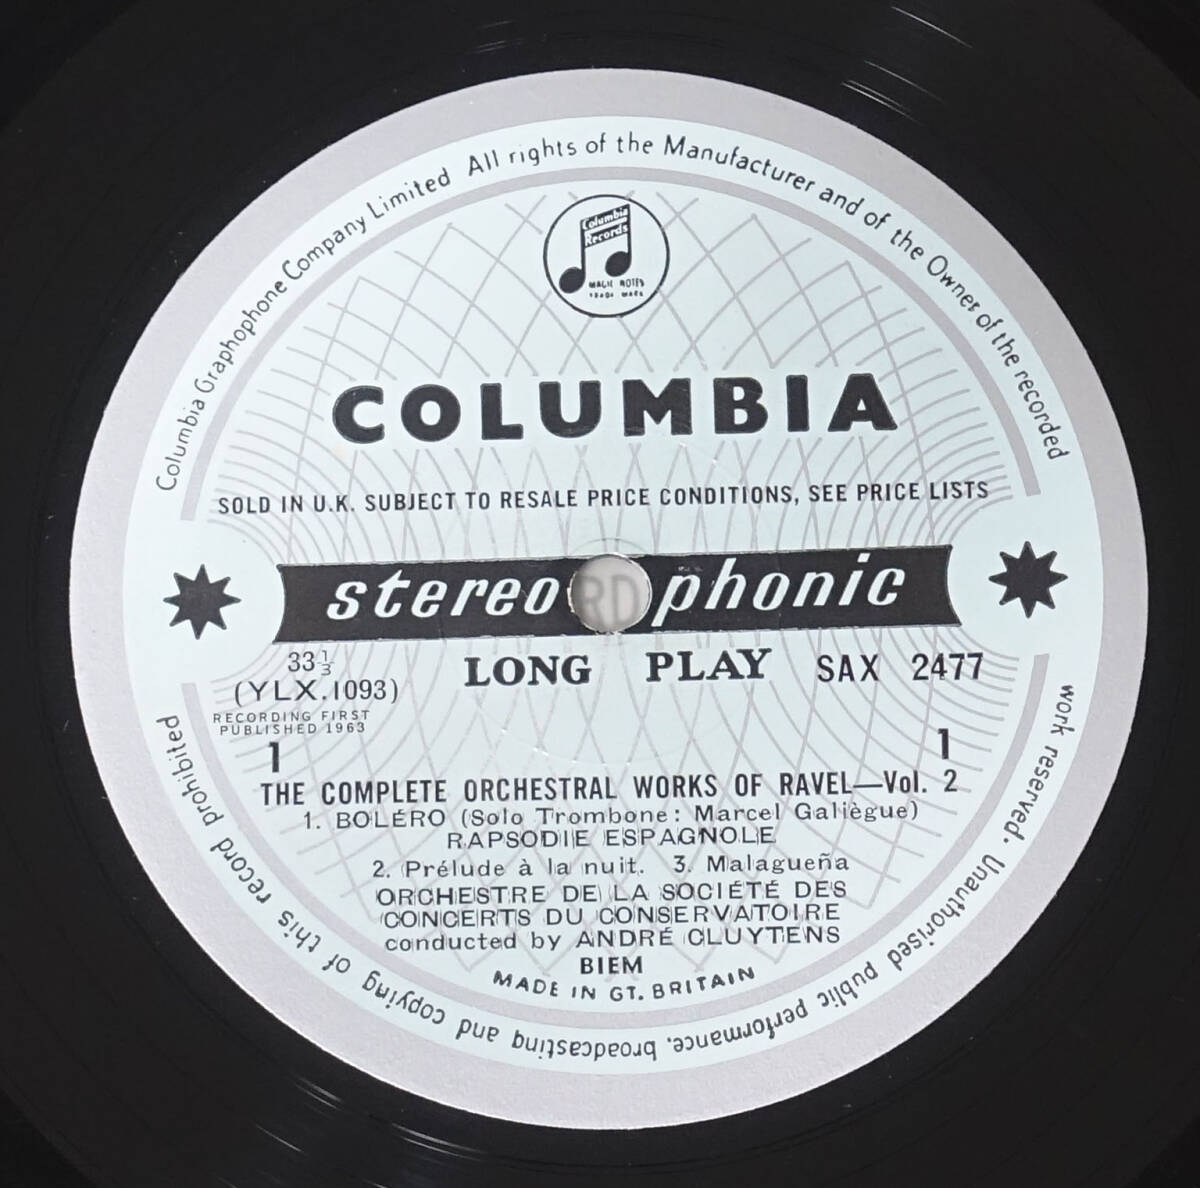 Columbia Graphophone Company Limited All rights of the Manufacturer and of the Owner of the recorded
work reserved. Unauthorised public performance, broadcasting and copying of this record prohibited
Columbia
Records
MAGIC NOTES
TRADE MARK
COLUMBIA
SOLD IN U.K. SUBJECT TO RESALE PRICE CONDITIONS, SEE PRICE LISTS
stereo phonic
RD
33⅓ LONG PLAY SAX 2477
(YLX.1093)
RECORDING FIRST
PUBLISHED 1963
1 1
THE COMPLETE ORCHESTRAL WORKS OF RAVEL—Vol. 2
1. BOLÉRO (Solo Trombone: Marcel Galiègue)
RAPSODIE ESPAGNOLE
2. Prélude à la nuit. 3. Malagueña
ORCHESTRE DE LA SOCIÉTÉ DES
CONCERTS DU CONSERVATOIRE
conducted by ANDRÉ CLUYTENS
BIEM
MADE IN GT. BRITAIN